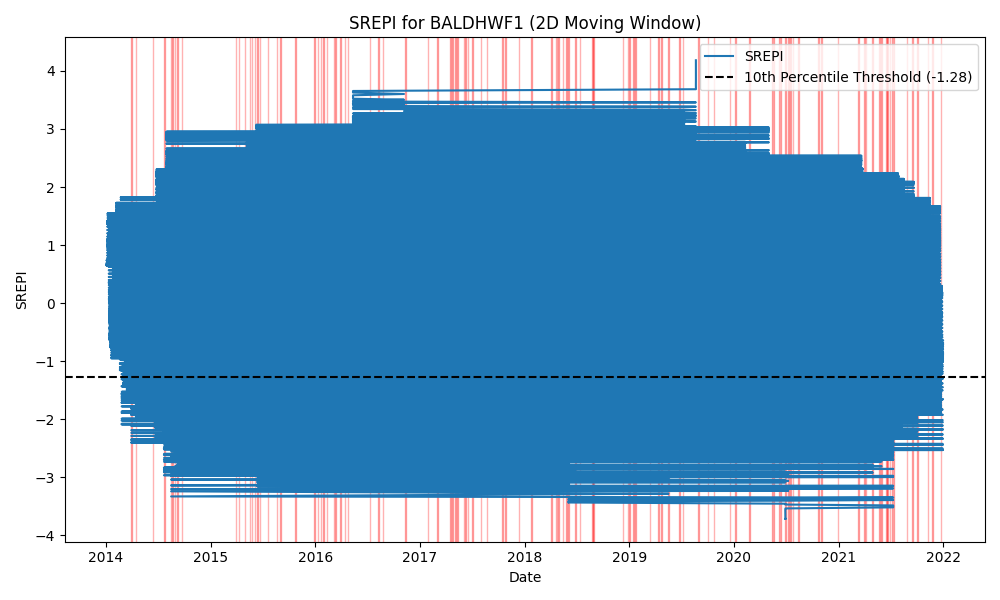 SREPI for BALDHWF1 (2D Moving Window)
SREPI
10th Percentile Threshold (-1.28)
4
3
2
1
0
−1
−2
−3
−4
SREPI
2014 2015 2016 2017 2018 2019 2020 2021 2022
Date